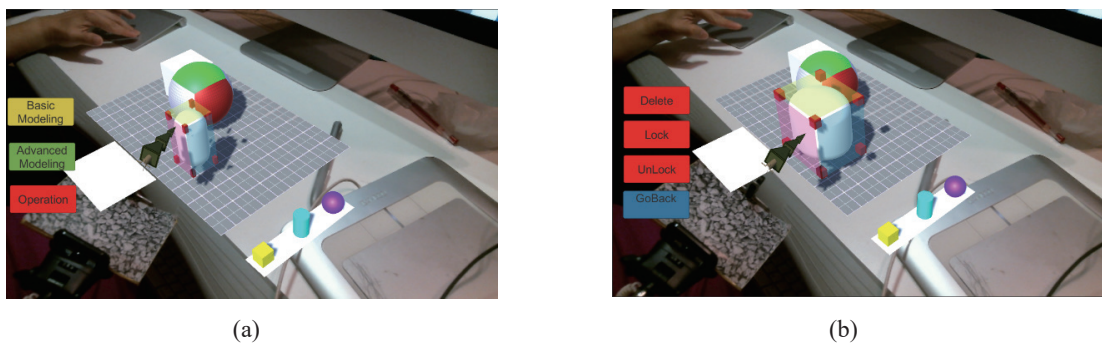 Basic
Modeling
Advanced
Modeling
Operation
Delete
Lock
UnLock
GoBack
(a)
(b)